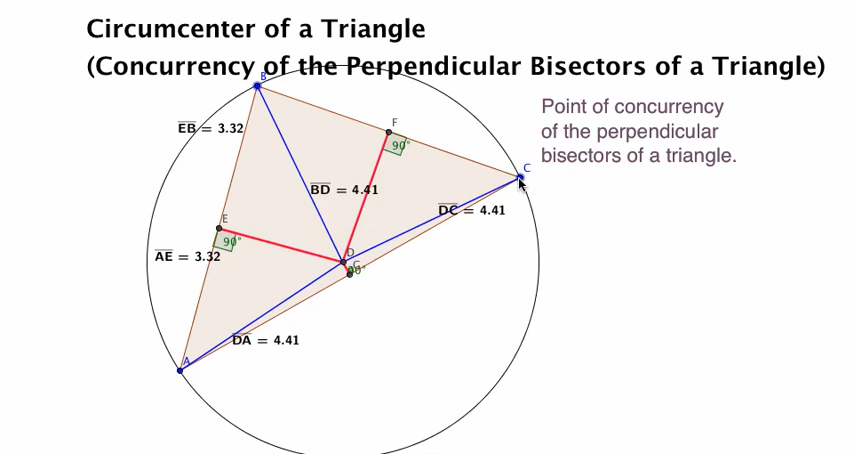 Circumcenter of a Triangle
(Concurrency of the Perpendicular Bisectors of a Triangle)
B
Point of concurrency
of the perpendicular
bisectors of a triangle.
EB = 3.32
F
90°
C
BD = 4.41
DC = 4.41
E
90°
AE = 3.32
D
G
90°
DA = 4.41
A